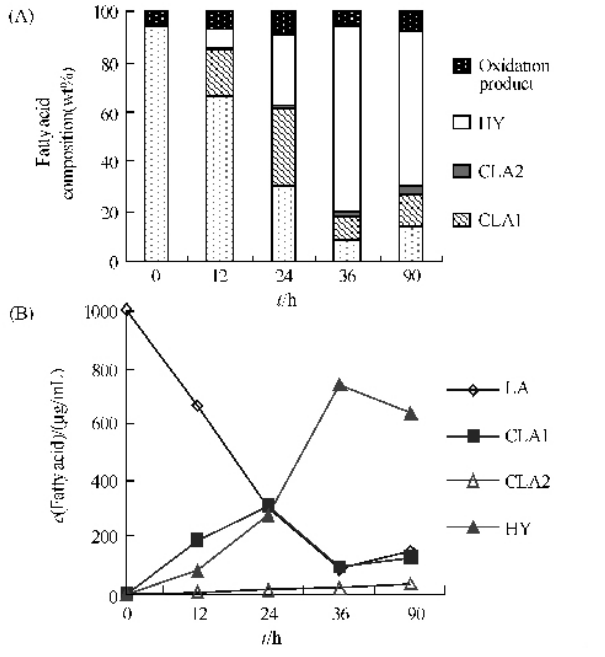 (A)
Fatty acid
composition(wt%)
100
80
60
40
20
0
0 12 24 36 90
t/h
Oxidation
product
HY
CLA2
CLA1
(B)
c(Fatty acid)/(μg/mL)
1000
800
600
400
200
0
0 12 24 36 90
t/h
LA
CLA1
CLA2
HY